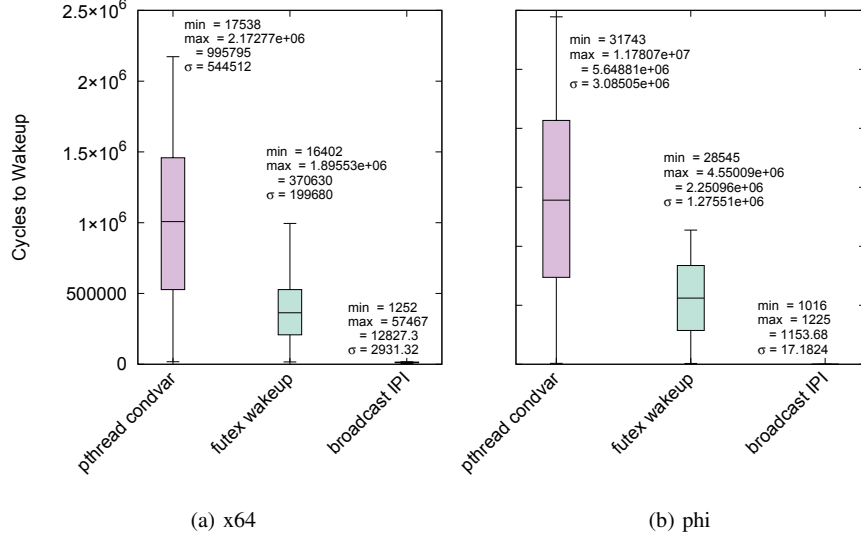 Cycles to Wakeup
2.5×10⁶
2×10⁶
1.5×10⁶
1×10⁶
500000
0
min = 17538
max = 2.17277e+06
= 995795
σ = 544512
min = 16402
max = 1.89553e+06
= 370630
σ = 199680
min = 1252
max = 57467
= 12827.3
σ = 2931.32
pthread condvar
futex wakeup
broadcast IPI
(a) x64
min = 31743
max = 1.17807e+07
= 5.64881e+06
σ = 3.08505e+06
min = 28545
max = 4.55009e+06
= 2.25096e+06
σ = 1.27551e+06
min = 1016
max = 1225
= 1153.68
σ = 17.1824
pthread condvar
futex wakeup
broadcast IPI
(b) phi